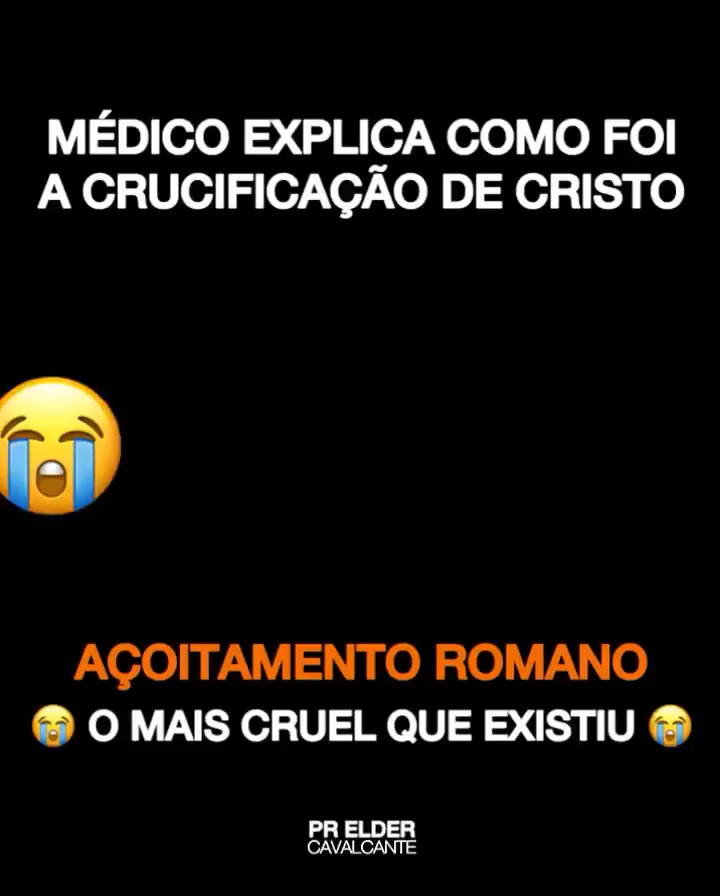 MÉDICO EXPLICA COMO FOI
A CRUCIFICAÇÃO DE CRISTO
AÇOITAMENTO ROMANO
😭 O MAIS CRUEL QUE EXISTIU 😭
PR ELDER
CAVALCANTE